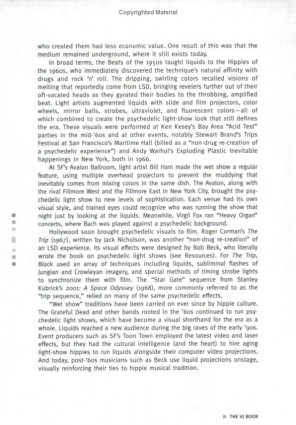 Copyrighted Material
who created them had less economic value. One result of this was that the
medium remained underground, where it still exists today.
In broad terms, the Beats of the 1950s taught liquids to the Hippies of
the 1960s, who immediately discovered the technique's natural affinity with
drugs and rock 'n' roll. The dripping, swirling colors recalled visions of
melting that reportedly come from LSD, bringing revelers further out of their
oft-vacated heads as they gyrated their bodies to the throbbing, amplified
beat. Light artists augmented liquids with slide and film projectors, color
wheels, mirror balls, strobes, ultraviolet, and fluorescent colors—all of
which combined to create the psychedelic light-show look that still defines
the era. These visuals were performed at Ken Kesey's Bay Area "Acid Test"
parties in the mid-'60s and at other events, notably Stewart Brand's Trips
Festival at San Francisco's Maritime Hall (billed as a "non-drug re-creation of
a psychedelic experience") and Andy Warhol's Exploding Plastic Inevitable
happenings in New York, both in 1966.
At SF's Avalon Ballroom, light artist Bill Ham made the wet show a regular
feature, using multiple overhead projectors to prevent the muddying that
inevitably comes from mixing colors in the same dish. The Avalon, along with
the rival Fillmore West and the Fillmore East in New York City, brought the psy-
chedelic light show to new levels of sophistication. Each venue had its own
visual style, and trained eyes could recognize who was running the show that
night just by looking at the liquids. Meanwhile, Virgil Fox ran "Heavy Organ"
concerts, where Bach was played against a psychedelic background.
Hollywood soon brought psychedelic visuals to film. Roger Corman's The
Trip (1967), written by Jack Nicholson, was another "non-drug re-creation" of
an LSD experience. Its visual effects were designed by Bob Beck, who literally
wrote the book on psychedelic light shows (see Resources). For The Trip,
Black used an array of techniques including liquids, subliminal flashes of
Jungian and Crowleyan imagery, and special methods of timing strobe lights
to synchronize them with film. The "Star Gate" sequence from Stanley
Kubrick's 2001: A Space Odyssey (1968), more commonly referred to as the
"trip sequence," relied on many of the same psychedelic effects.
"Wet show" traditions have been carried on ever since by hippie culture.
The Grateful Dead and other bands rooted in the '60s continued to run psy-
chedelic light shows, which have become a visual shorthand for the era as a
whole. Liquids reached a new audience during the big raves of the early '90s.
Event producers such as SF's Toon Town employed the latest video and laser
effects, but they had the cultural intelligence (and the heart) to hire aging
light-show hippies to run liquids alongside their computer video projections.
And today, post-'60s musicians such as Beck use liquid projections onstage,
visually reinforcing their ties to hippie musical tradition.
THE VJ BOOK